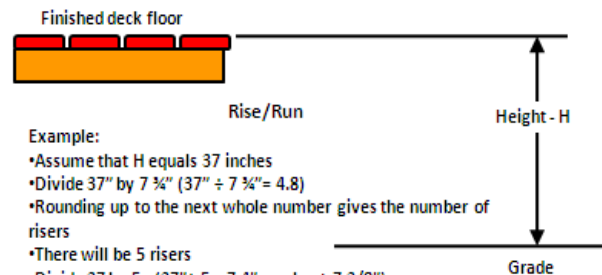 Finished deck floor
Rise/Run
Height - H
Example:
•Assume that H equals 37 inches
•Divide 37" by 7 ¾" (37" ÷ 7 ¾"= 4.8)
•Rounding up to the next whole number gives the number of
risers
•There will be 5 risers
Grade